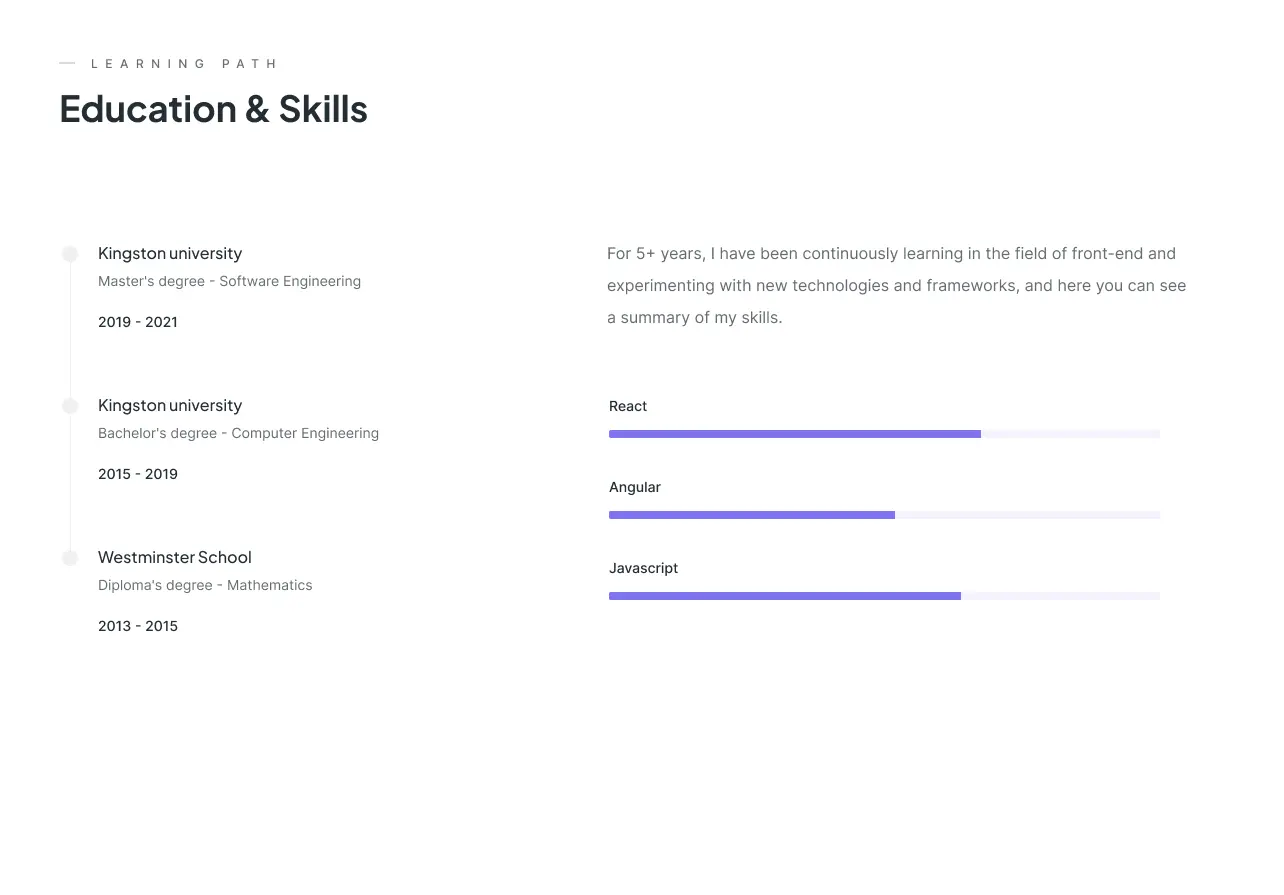 LEARNING PATH
Education & Skills
Kingston university
Master's degree - Software Engineering
2019 - 2021
Kingston university
Bachelor's degree - Computer Engineering
2015 - 2019
Westminster School
Diploma's degree - Mathematics
2013 - 2015
For 5+ years, I have been continuously learning in the field of front-end and
experimenting with new technologies and frameworks, and here you can see
a summary of my skills.
React
Angular
Javascript